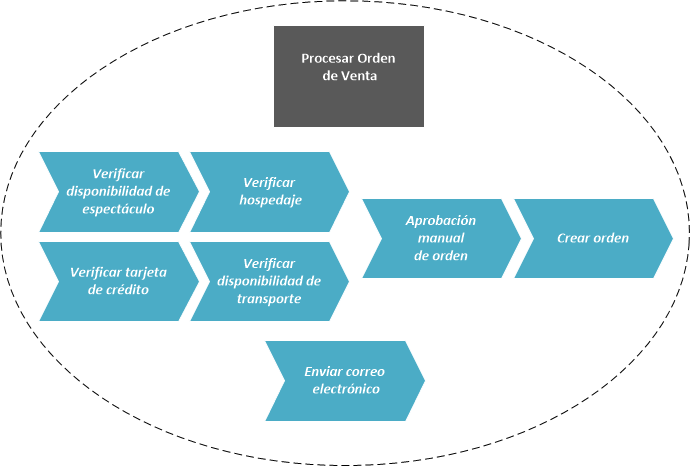 Procesar Orden
de Venta
Verificar
disponibilidad de
espectáculo
Verificar
hospedaje
Verificar tarjeta
de crédito
Verificar
disponibilidad de
transporte
Aprobación
manual
de orden
Crear orden
Enviar correo
electrónico